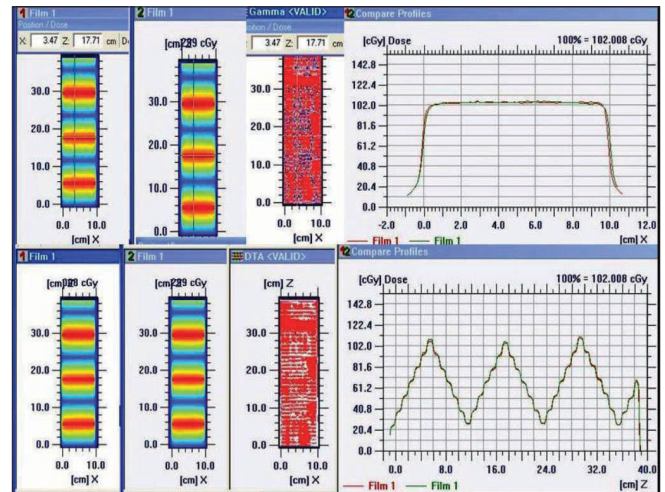 1 Film 1
Position / Dose
X: 3.47 Z: 17.71 cm D
30.0
20.0
10.0
0.0
0.0 10.0
[cm] X
2 Film 1
cGy
30.0
20.0
10.0
0.0
0.0 10.0
[cm] X
Gamma <VALID>
3.47 Z: 17.71 cm
30.0
20.0
10.0
0.0
0.0 10.0
[cm] X
Compare Profiles
[cGy] Dose 100% = 102.008 cGy
142.8
122.4
102.0
81.6
61.2
40.8
20.4
0.0
-2.0 0.0 2.0 4.0 6.0 8.0 10.0 12.0
Film 1 Film 1 [cm] X
1 Film 1
cGy
30.0
20.0
10.0
0.0
0.0 10.0
[cm] X
2 Film 1
cGy
30.0
20.0
10.0
0.0
0.0 10.0
[cm] X
DTA <VALID>
[cm] Z
30.0
20.0
10.0
0.0
0.0 10.0
[cm] X
Compare Profiles
[cGy] Dose 100% = 102.008 cGy
142.8
122.4
102.0
81.6
61.2
40.8
20.4
0.0
0.0 8.0 16.0 24.0 32.0 40.0
Film 1 Film 1 [cm] Z